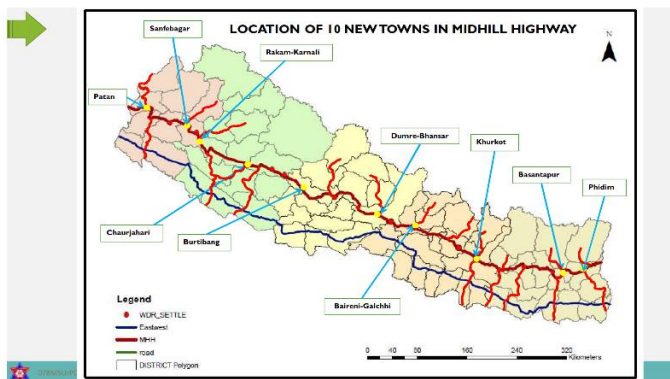 LOCATION OF 10 NEW TOWNS IN MIDHILL HIGHWAY
N
Sanfebagar
Rakam-Karnali
Patan
Dumre-Bhansar
Khurkot
Basantapur
Phidim
Chaurjahari
Burtibang
Baireni-Galchhi
Legend
WDR_SETTLE
Eastwest
MHH
road
DISTRICT Polygon
0 40 80 160 240 320
Kilometers